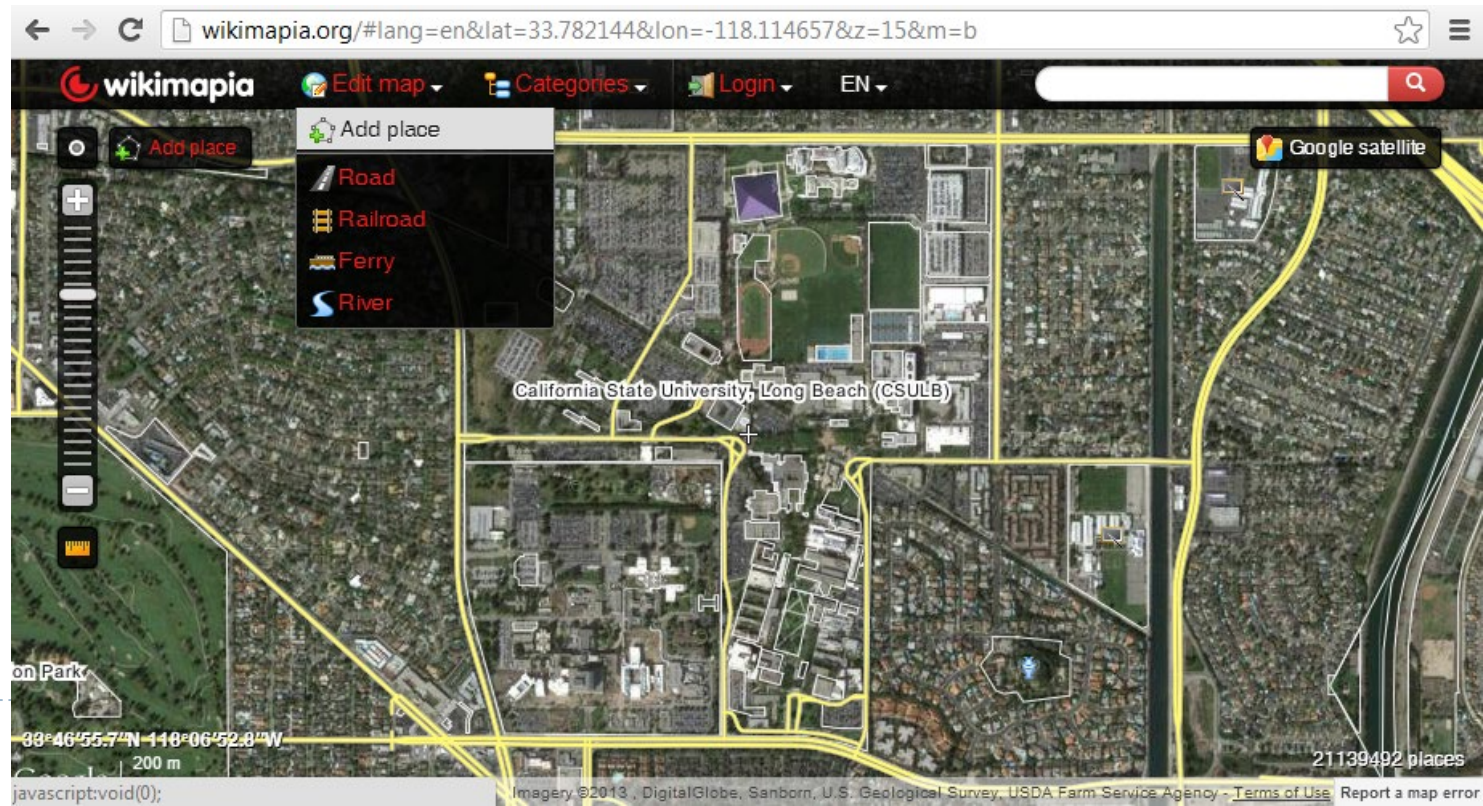 wikimapia.org/#lang=en&lat=33.782144&lon=-118.114657&z=15&m=b
wikimapia Edit map Categories Login EN
Add place
Add place
Google satellite
Road
Railroad
Ferry
River
California State University, Long Beach (CSULB)
on Park
33°46'55.7"N 118°06'52.8"W
200 m
21139492 places
Google
javascript:void(0);
Imagery ©2013 , DigitalGlobe, Sanborn, U.S. Geological Survey, USDA Farm Service Agency - Terms of Use Report a map error